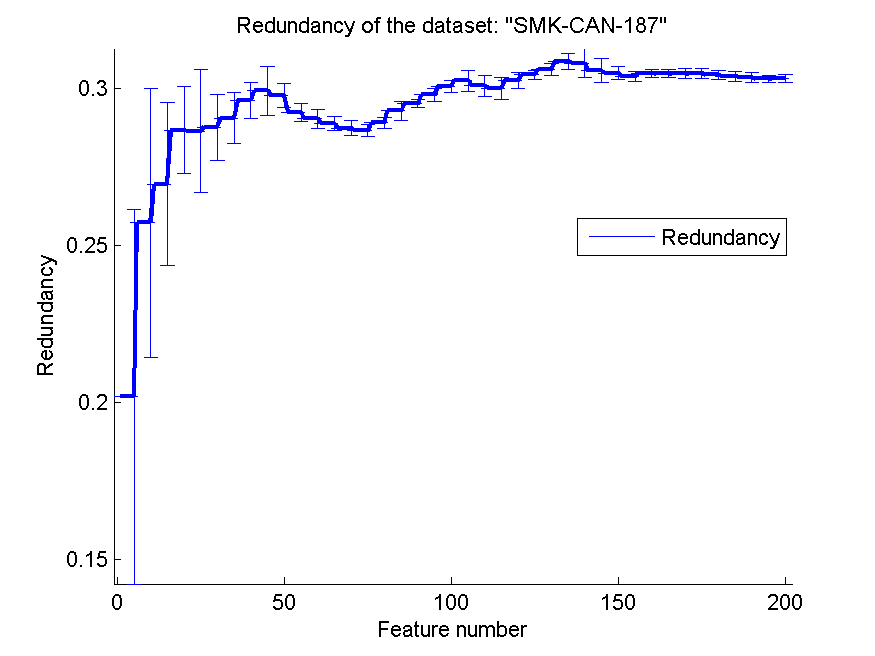 Redundancy of the dataset: "SMK-CAN-187"
0.3
0.25
0.2
0.15
Redundancy
Redundancy
0
50
100
150
200
Feature number